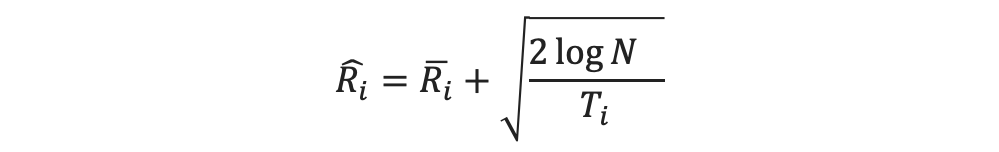 R̂ᵢ = R̄ᵢ + √(2 log N / Tᵢ)